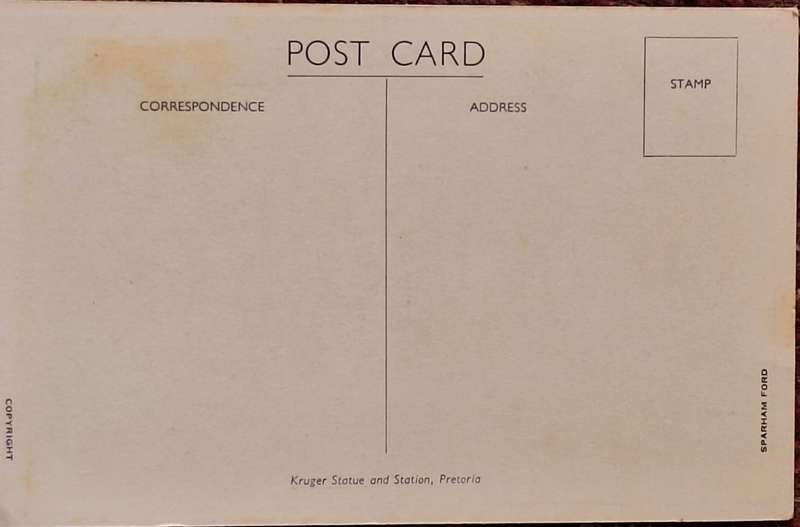 POST CARD
CORRESPONDENCE
ADDRESS
STAMP
COPYRIGHT
SPARHAM FORD
Kruger Statue and Station, Pretoria